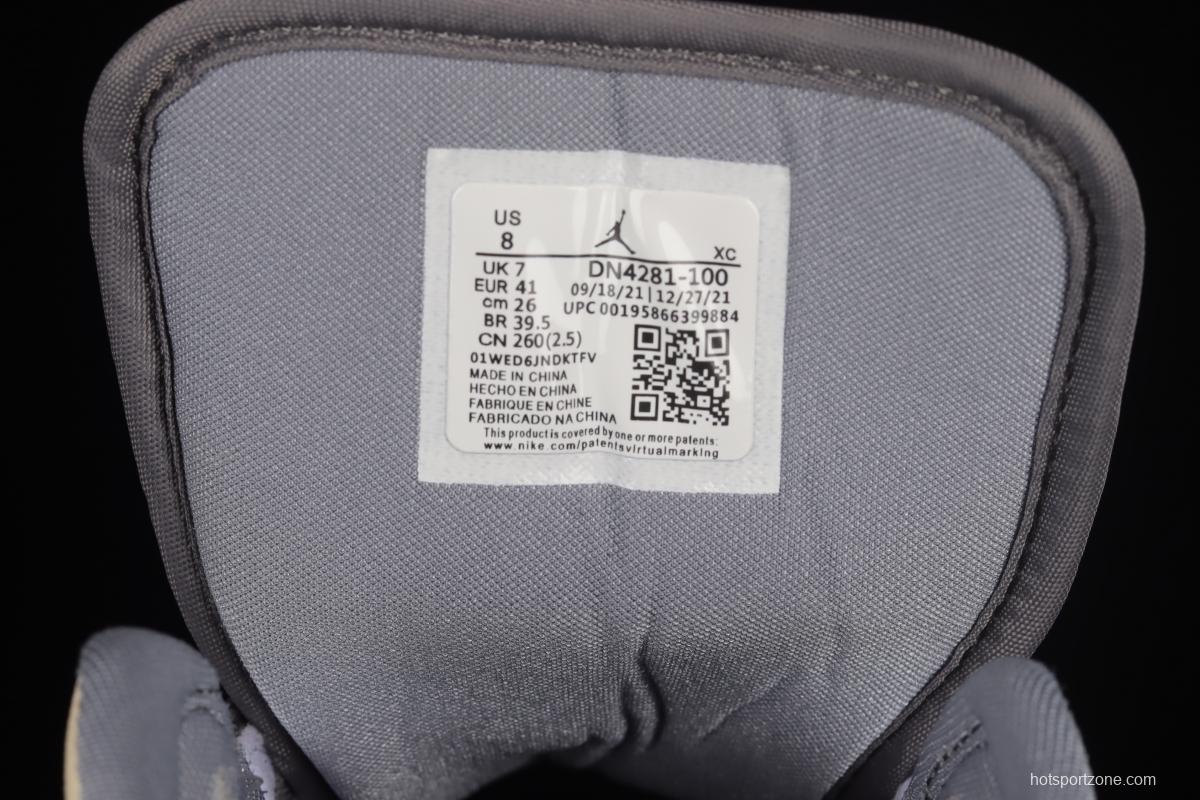 US
8
XC
UK 7
DN4281-100
EUR 41
09/18/21 | 12/27/21
cm 26
UPC 00195866399884
BR 39.5
CN 260(2.5)
01WED6JNDKTFV
MADE IN CHINA
HECHO EN CHINA
FABRIQUE EN CHINE
FABRICADO NA CHINA
This product is covered by one or more patents:
www.nike.com/patentsvirtualmarking
hotsportzone.com